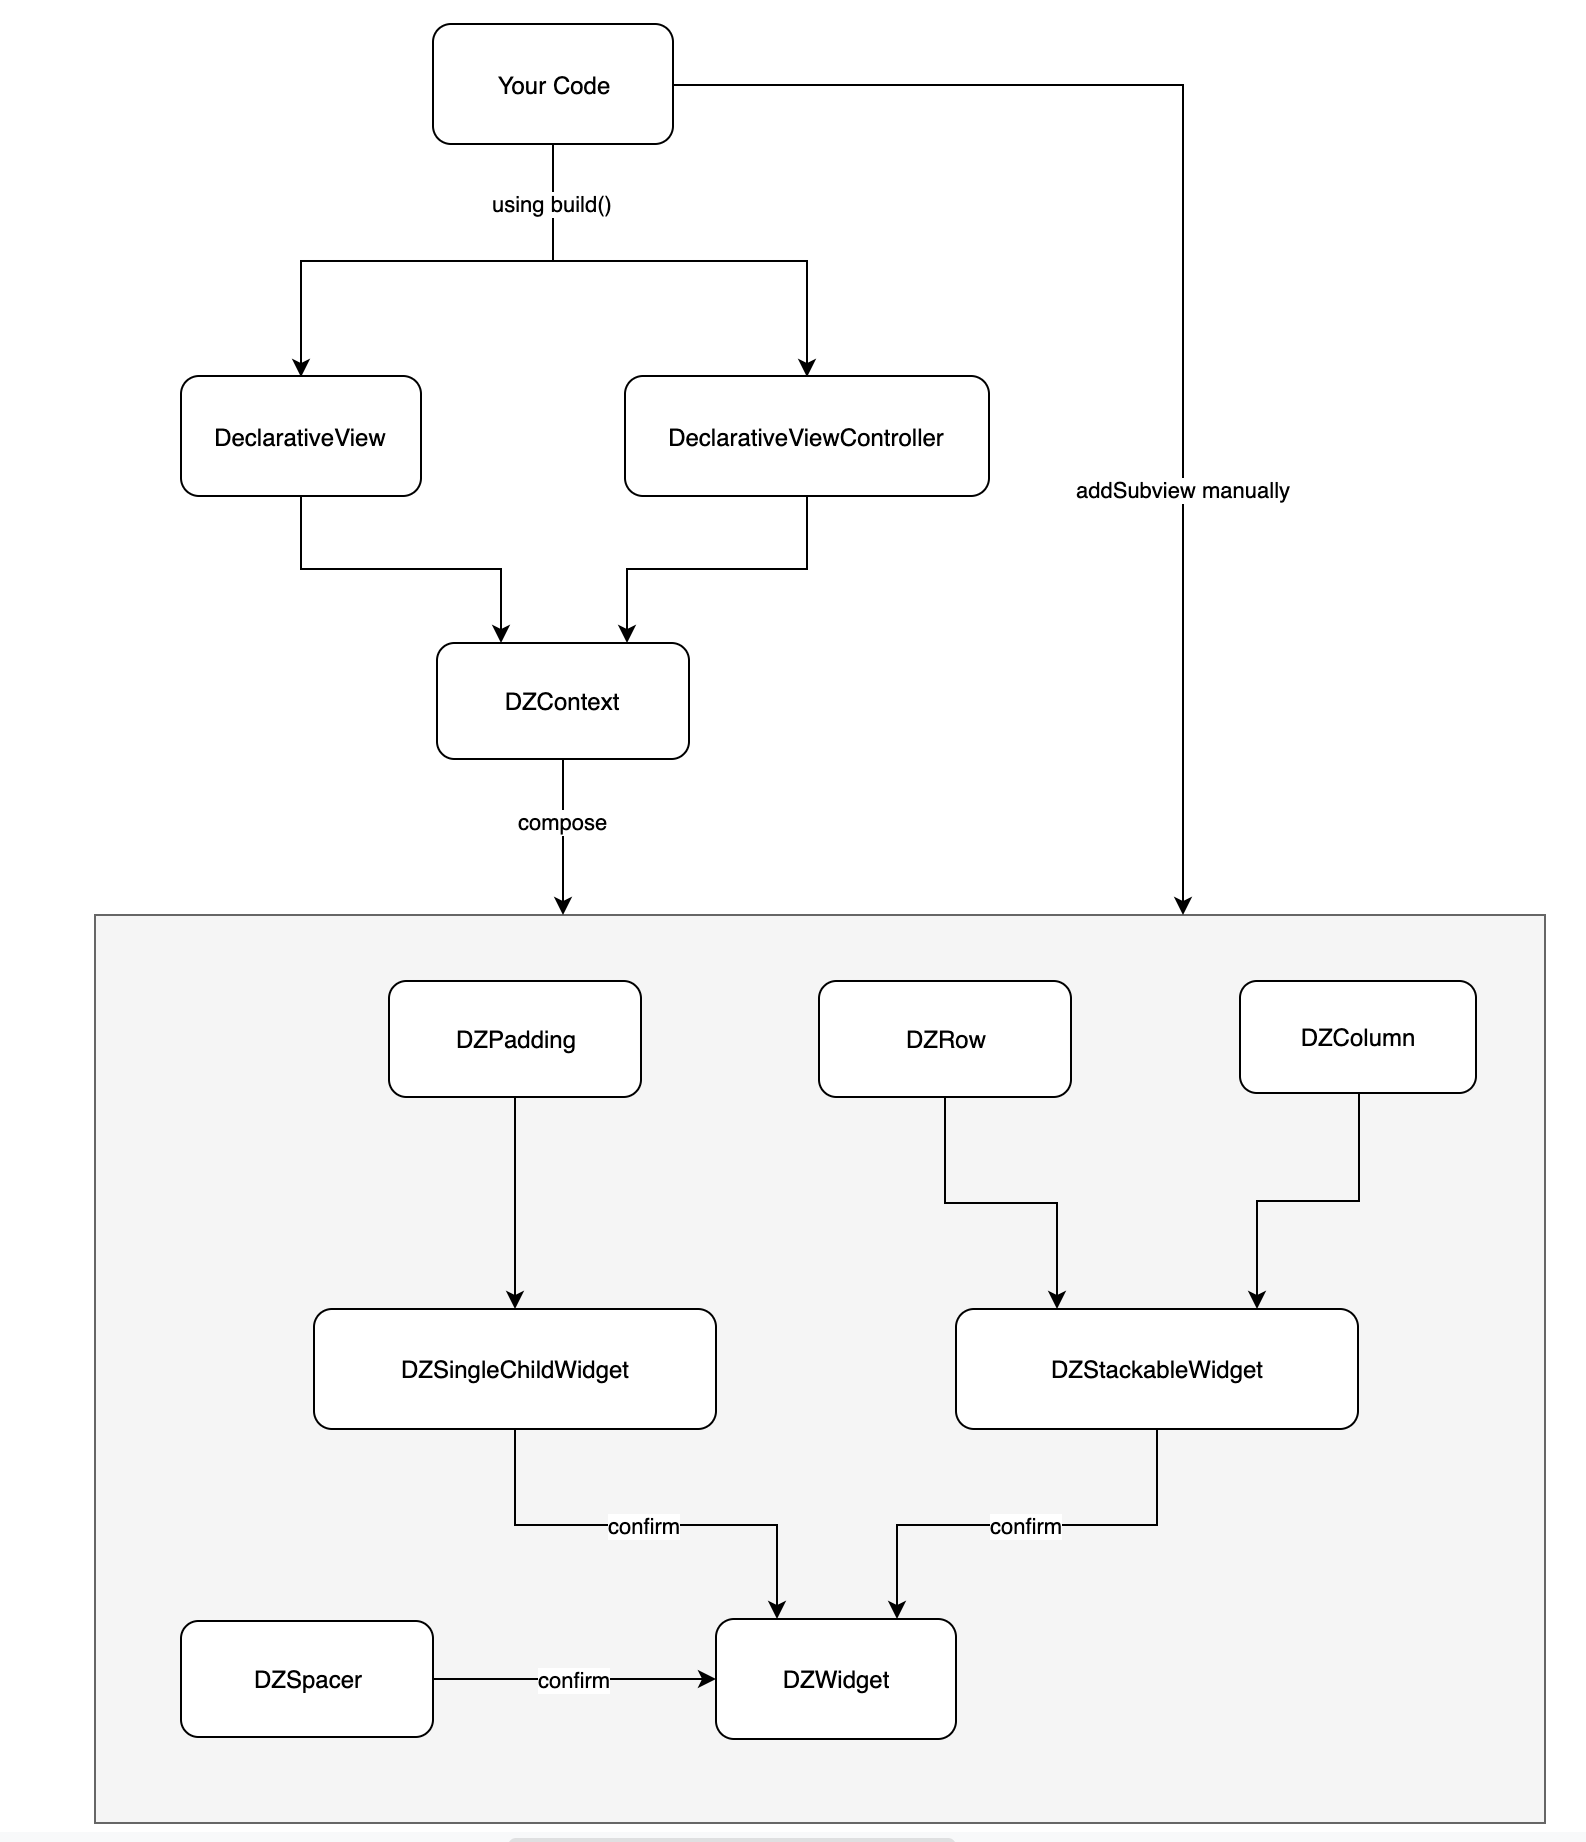 Your Code
using build()
DeclarativeView
DeclarativeViewController
addSubview manually
DZContext
compose
DZPadding
DZRow
DZColumn
DZSingleChildWidget
DZStackableWidget
confirm
confirm
DZSpacer
confirm
DZWidget